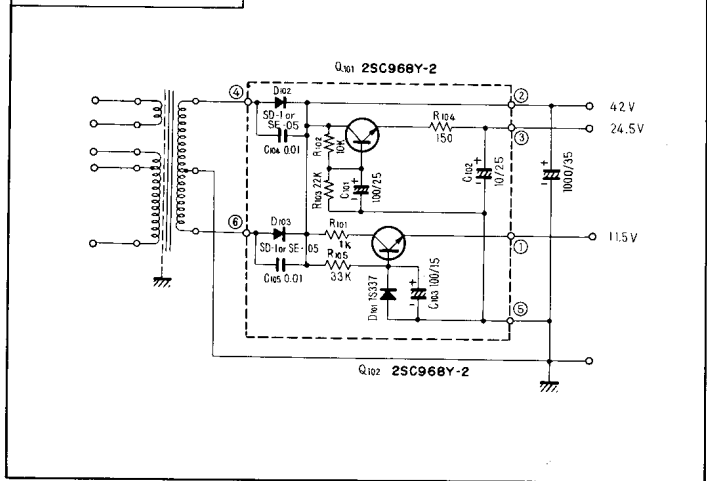 Q101 2SC968Y-2
④
D102
SD-1 or
SE-05
C104 0.01
R102
10K
R103 22K
C101
+
-
100/25
R104
150
②
42V
③
24.5V
C102
+
-
10/25
+
-
1000/35
⑥
D103
SD-1 or SE-05
C105 0.01
R101
1K
R105
33K
①
11.5V
D101 1S337
+
-
C103 100/15
⑤
Q102 2SC968Y-2